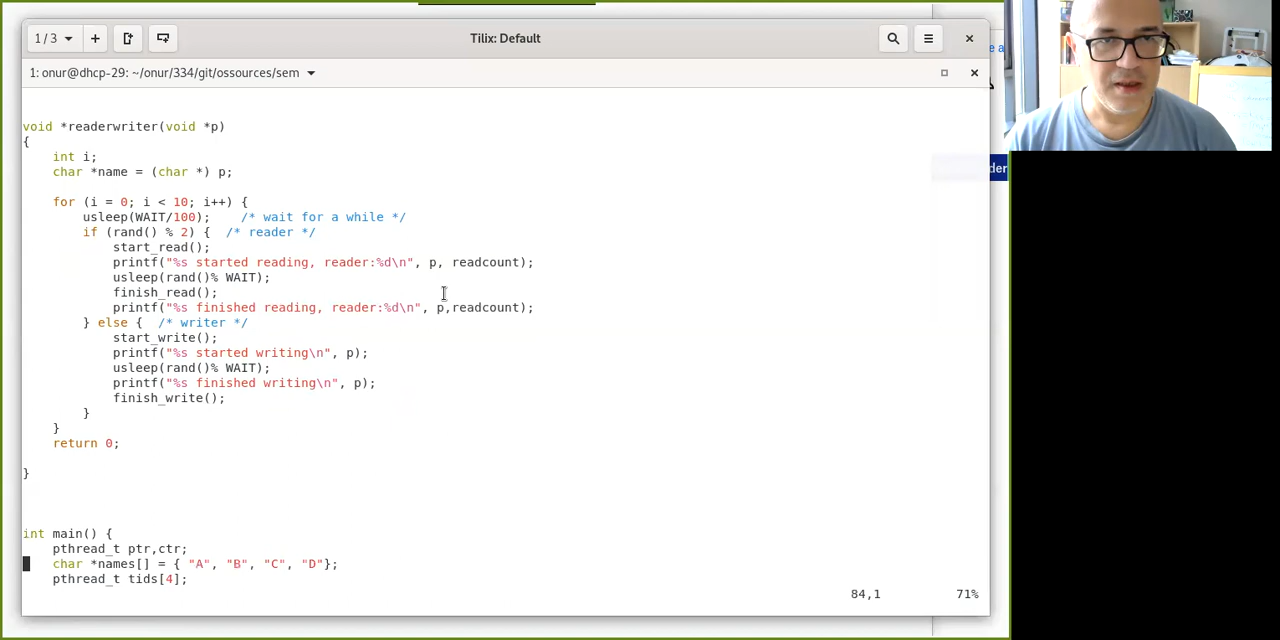 1 / 3
Tilix: Default
1: onur@dhcp-29: ~/onur/334/git/ossources/sem
void *readerwriter(void *p)
{
    int i;
    char *name = (char *) p;
    for (i = 0; i < 10; i++) {
        usleep(WAIT/100);    /* wait for a while */
        if (rand() % 2) {  /* reader */
            start_read();
            printf("%s started reading, reader:%d\n", p, readcount);
            usleep(rand()% WAIT);
            finish_read();
            printf("%s finished reading, reader:%d\n", p,readcount);
        } else {  /* writer */
            start_write();
            printf("%s started writing\n", p);
            usleep(rand()% WAIT);
            printf("%s finished writing\n", p);
            finish_write();
        }
    }
    return 0;
}
int main() {
    pthread_t ptr,ctr;
    char *names[] = { "A", "B", "C", "D"};
    pthread_t tids[4];
84,1    71%
e a
der